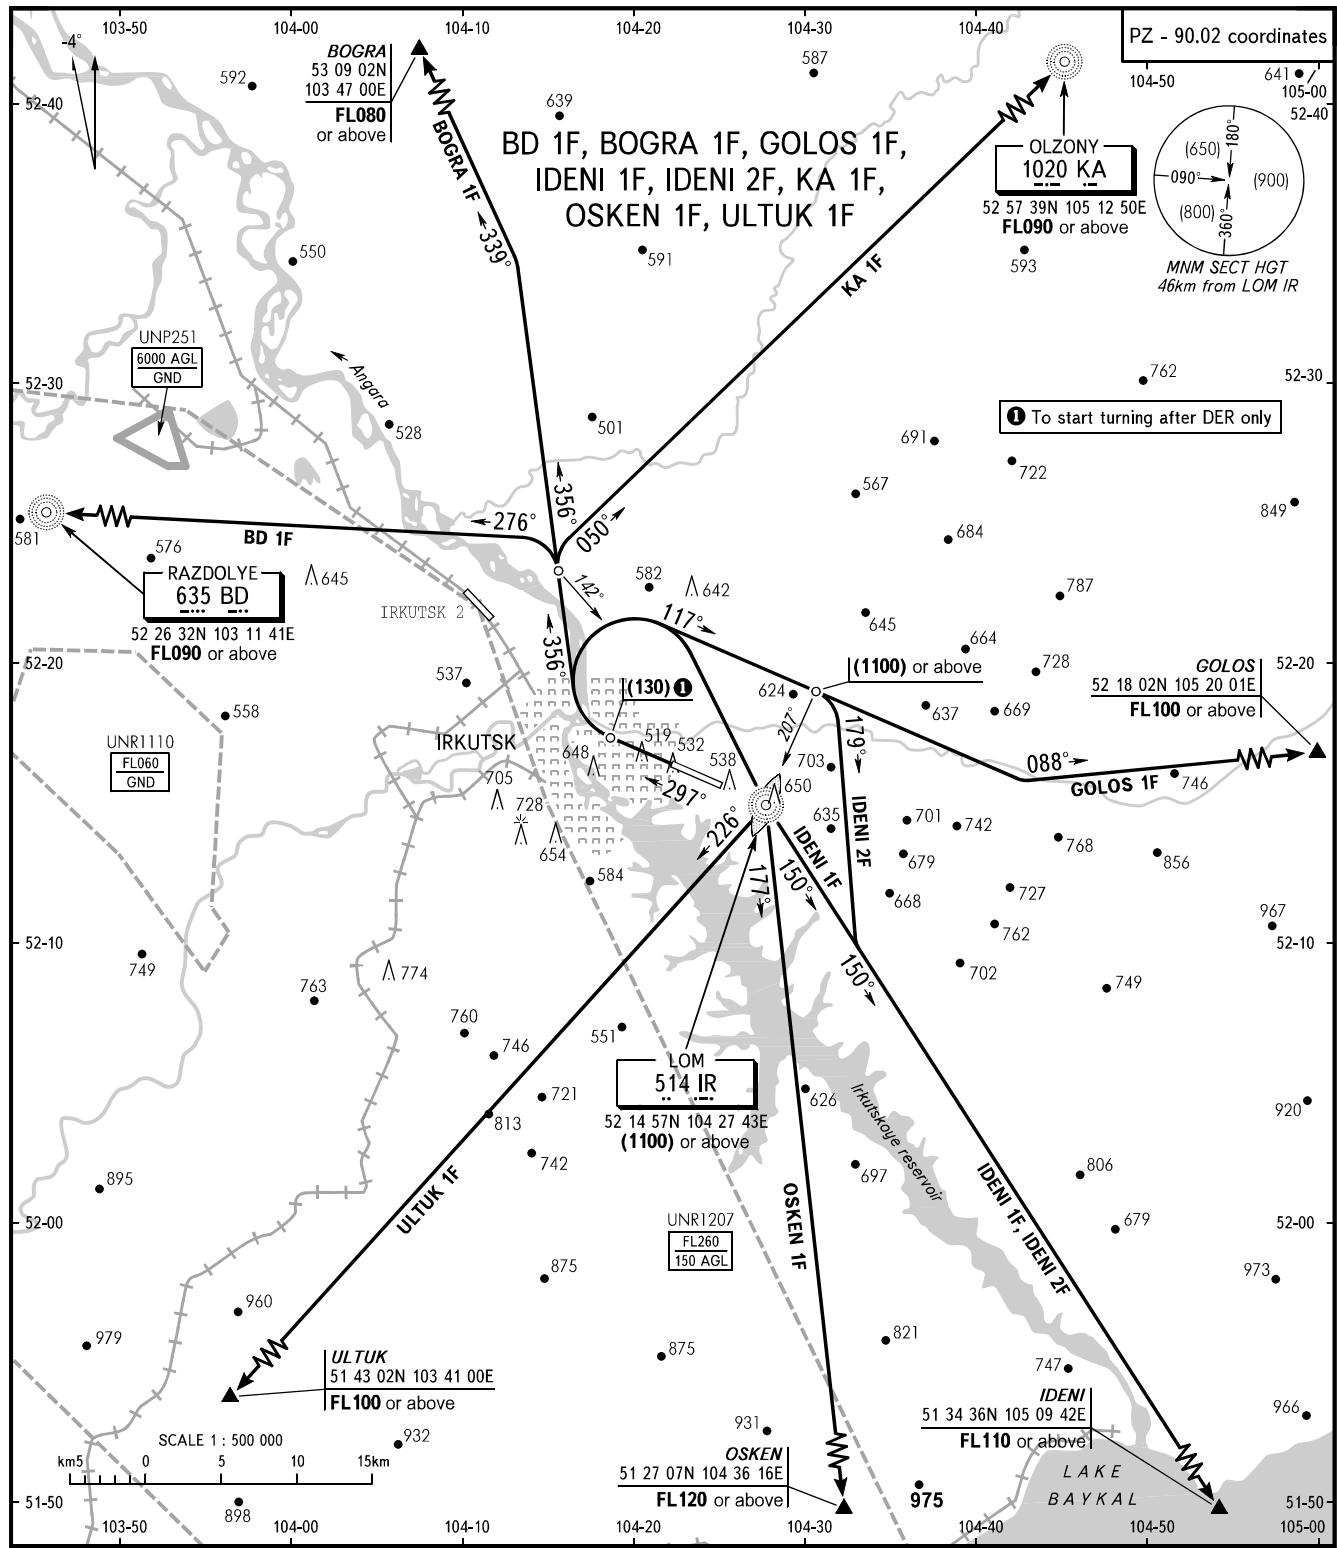 103-50
104-00
104-10
104-20
104-30
104-40
PZ - 90.02 coordinates
104-50
641
105-00
52-40
52-40
-4°
592
BOGRA
53 09 02N
103 47 00E
FL080
or above
587
639
BD 1F, BOGRA 1F, GOLOS 1F,
IDENI 1F, IDENI 2F, KA 1F,
OSKEN 1F, ULTUK 1F
BOGRA 1F
339°
OLZONY
1020 KA
52 57 39N 105 12 50E
FL090 or above
(650)
180°
090°
(900)
(800)
360°
MNM SECT HGT
46km from LOM IR
550
591
593
KA 1F
UNP251
6000 AGL
GND
Angara
52-30
762
52-30
528
501
691
❶ To start turning after DER only
722
567
849
356°
050°
276°
BD 1F
581
684
576
645
RAZDOLYE
635 BD
52 26 32N 103 11 41E
FL090 or above
IRKUTSK 2
142°
582
642
787
117°
645
664
356°
52-20
52-20
537
(130) ❶
(1100) or above
624
728
GOLOS
52 18 02N 105 20 01E
FL100 or above
558
637
669
207°
179°
UNR1110
FL060
GND
IRKUTSK
648
519
532
538
703
088°
GOLOS 1F
746
705
297°
650
728
654
226°
635
IDENI 1F
IDENI 2F
701
742
768
856
679
584
177°
150°
668
727
967
762
52-10
52-10
749
774
150°
702
749
763
760
746
551
LOM
514 IR
52 14 57N 104 27 43E
(1100) or above
721
813
626
920
Irkutskoye reservoir
742
697
806
895
ULTUK 1F
OSKEN 1F
IDENI 1F, IDENI 2F
52-00
52-00
UNR1207
FL260
150 AGL
679
875
973
960
979
821
875
747
ULTUK
51 43 02N 103 41 00E
FL100 or above
IDENI
51 34 36N 105 09 42E
FL110 or above
966
SCALE 1 : 500 000
km5 0 5 10 15km
932
931
OSKEN
51 27 07N 104 36 16E
FL120 or above
LAKE
BAYKAL
975
898
51-50
51-50
103-50
104-00
104-10
104-20
104-30
104-40
104-50
105-00